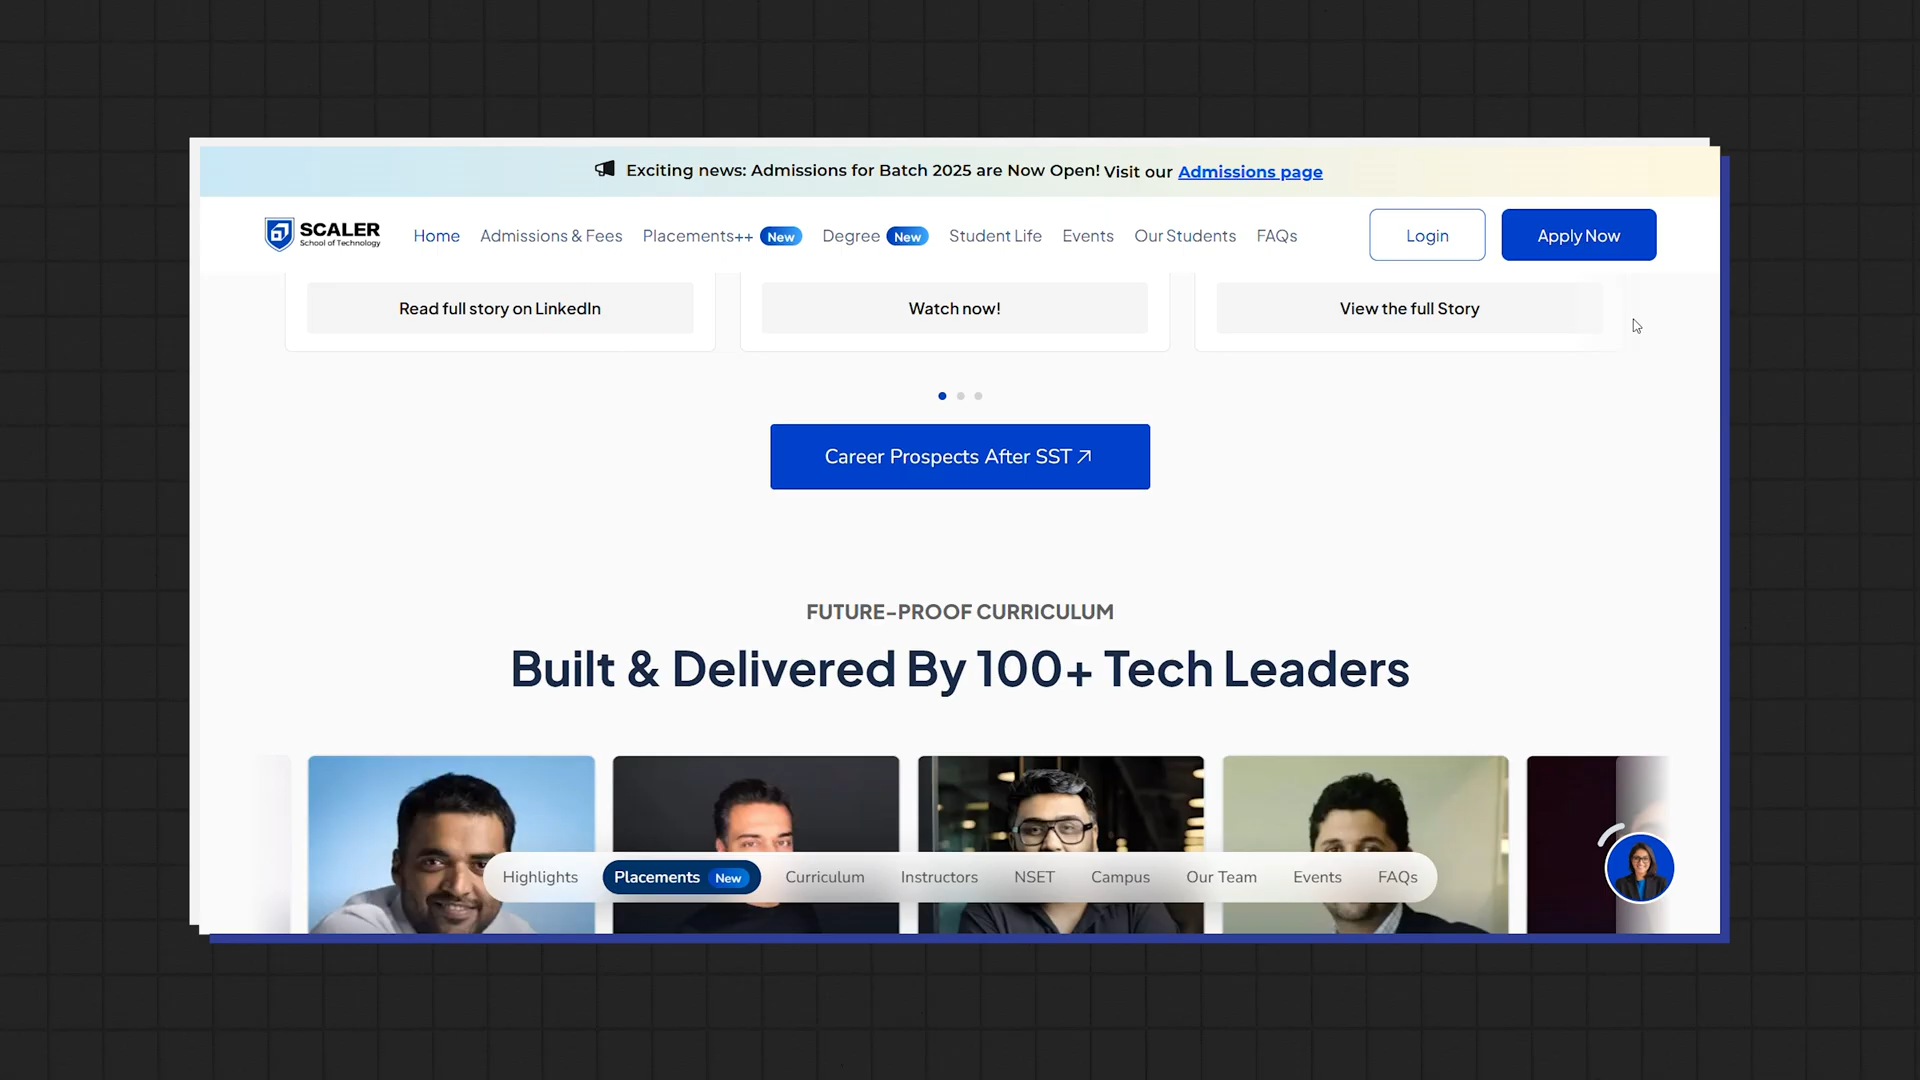 Exciting news: Admissions for Batch 2025 are Now Open! Visit our Admissions page
SCALER
School of Technology
Home Admissions & Fees Placements++ New Degree New Student Life Events Our Students FAQs Login Apply Now
Read full story on LinkedIn Watch now! View the full Story
Career Prospects After SST
FUTURE-PROOF CURRICULUM
Built & Delivered By 100+ Tech Leaders
Highlights Placements New Curriculum Instructors NSET Campus Our Team Events FAQs